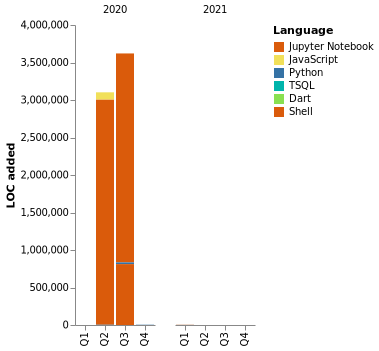 2020 2021
Language
Jupyter Notebook
JavaScript
Python
TSQL
Dart
Shell
LOC added
4,000,000
3,500,000
3,000,000
2,500,000
2,000,000
1,500,000
1,000,000
500,000
0
Q1 Q2 Q3 Q4 Q1 Q2 Q3 Q4